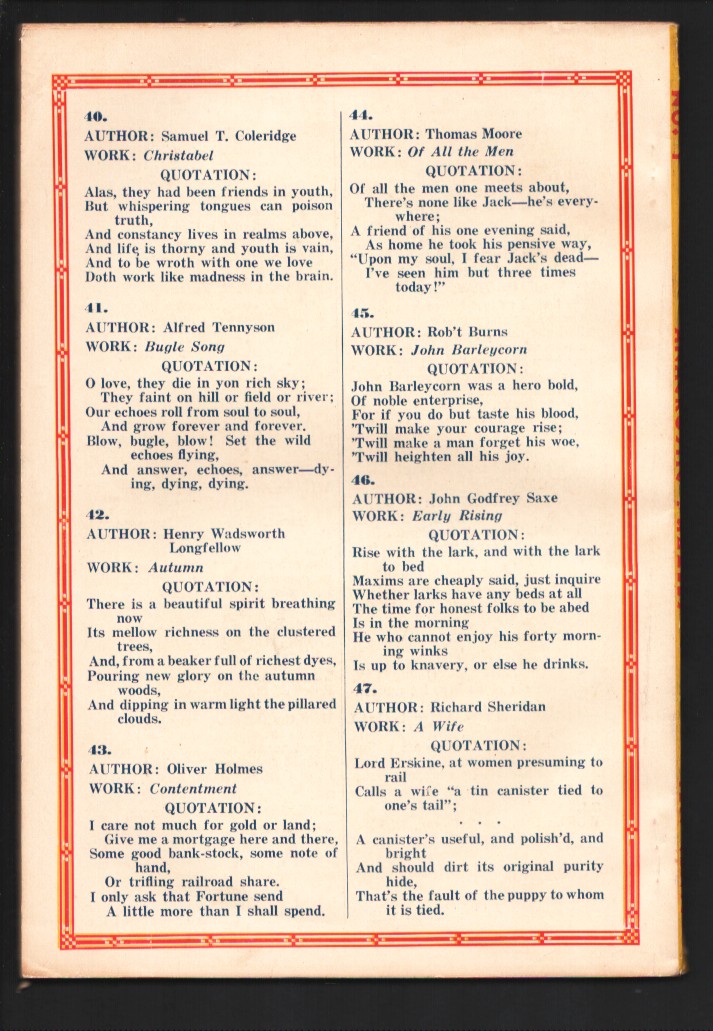 40.
AUTHOR: Samuel T. Coleridge
WORK: Christabel
QUOTATION:
Alas, they had been friends in youth,
But whispering tongues can poison
truth,
And constancy lives in realms above,
And life is thorny and youth is vain,
And to be wroth with one we love
Doth work like madness in the brain.
41.
AUTHOR: Alfred Tennyson
WORK: Bugle Song
QUOTATION:
O love, they die in yon rich sky;
They faint on hill or field or river;
Our echoes roll from soul to soul,
And grow forever and forever.
Blow, bugle, blow! Set the wild
echoes flying,
And answer, echoes, answer—dy-
ing, dying, dying.
42.
AUTHOR: Henry Wadsworth
Longfellow
WORK: Autumn
QUOTATION:
There is a beautiful spirit breathing
now
Its mellow richness on the clustered
trees,
And, from a beaker full of richest dyes,
Pouring new glory on the autumn
woods,
And dipping in warm light the pillared
clouds.
43.
AUTHOR: Oliver Holmes
WORK: Contentment
QUOTATION:
I care not much for gold or land;
Give me a mortgage here and there,
Some good bank-stock, some note of
hand,
Or trifling railroad share.
I only ask that Fortune send
A little more than I shall spend.
44.
AUTHOR: Thomas Moore
WORK: Of All the Men
QUOTATION:
Of all the men one meets about,
There's none like Jack—he's every-
where;
A friend of his one evening said,
As home he took his pensive way,
"Upon my soul, I fear Jack's dead—
I've seen him but three times
today!"
45.
AUTHOR: Rob't Burns
WORK: John Barleycorn
QUOTATION:
John Barleycorn was a hero bold,
Of noble enterprise,
For if you do but taste his blood,
'Twill make your courage rise;
'Twill make a man forget his woe,
'Twill heighten all his joy.
46.
AUTHOR: John Godfrey Saxe
WORK: Early Rising
QUOTATION:
Rise with the lark, and with the lark
to bed
Maxims are cheaply said, just inquire
Whether larks have any beds at all
The time for honest folks to be abed
Is in the morning
He who cannot enjoy his forty morn-
ing winks
Is up to knavery, or else he drinks.
47.
AUTHOR: Richard Sheridan
WORK: A Wife
QUOTATION:
Lord Erskine, at women presuming to
rail
Calls a wife "a tin canister tied to
one's tail";
. . .
A canister's useful, and polish'd, and
bright
And should dirt its original purity
hide,
That's the fault of the puppy to whom
it is tied.